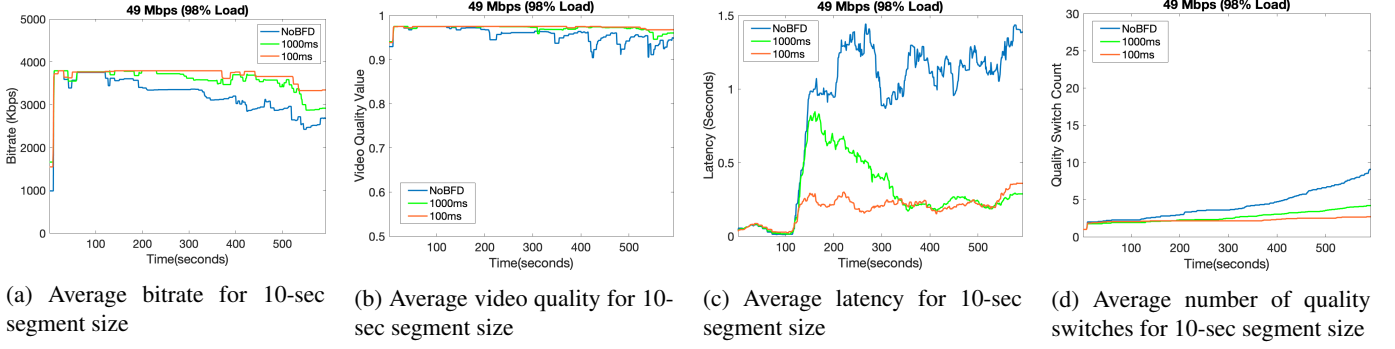 49 Mbps (98% Load)
NoBFD
1000ms
100ms
Bitrate (Kbps)
5000
4000
3000
2000
1000
0
100 200 300 400 500
Time(seconds)
(a) Average bitrate for 10-sec
segment size
49 Mbps (98% Load)
Video Quality Value
1
0.9
0.8
0.7
0.6
0.5
NoBFD
1000ms
100ms
100 200 300 400 500
Time(seconds)
(b) Average video quality for 10-
sec segment size
49 Mbps (98% Load)
NoBFD
1000ms
100ms
Latency (Seconds)
1.5
1
0.5
0
100 200 300 400 500
Time(seconds)
(c) Average latency for 10-sec
segment size
49 Mbps (98% Load)
NoBFD
1000ms
100ms
Quality Switch Count
30
25
20
15
10
5
0
100 200 300 400 500
Time(seconds)
(d) Average number of quality
switches for 10-sec segment size